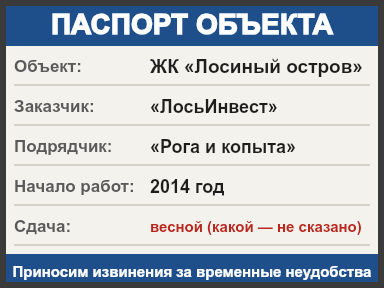 ПАСПОРТ ОБЪЕКТА
Объект: ЖК «Лосиный остров»
Заказчик: «ЛосьИнвест»
Подрядчик: «Рога и копыта»
Начало работ: 2014 год
Сдача: весной (какой — не сказано)
Приносим извинения за временные неудобства